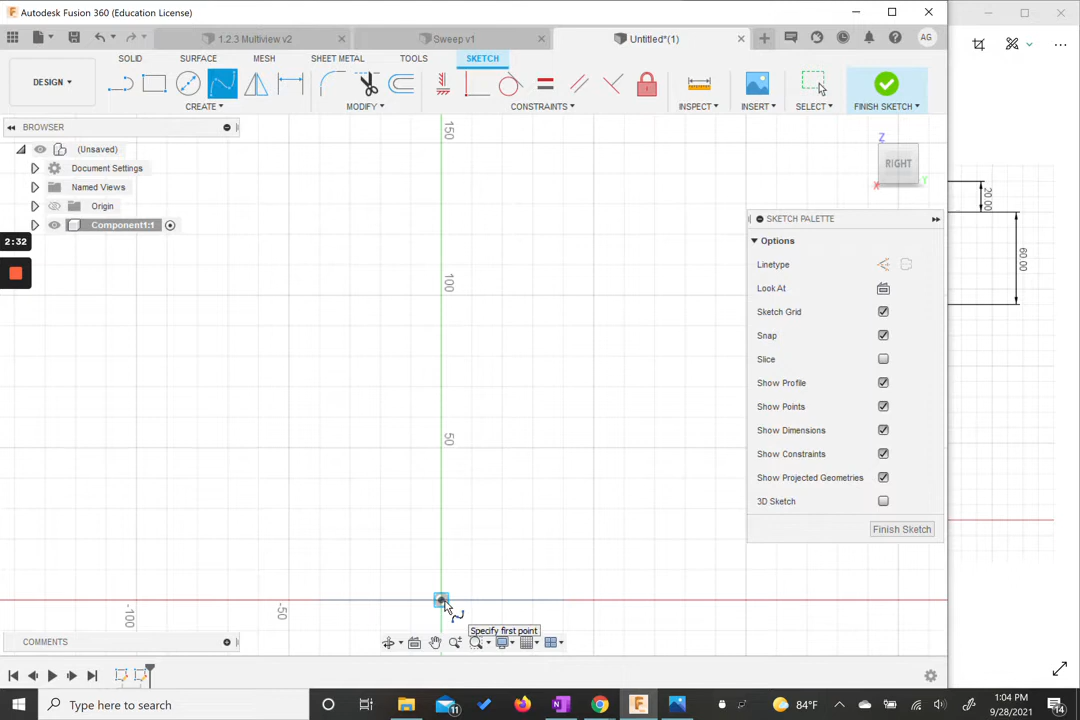 Autodesk Fusion 360 (Education License)
1.2.3 Multiview v2
Sweep v1
Untitled*(1)
AG
DESIGN
SOLID
SURFACE
MESH
SHEET METAL
TOOLS
SKETCH
CREATE
MODIFY
CONSTRAINTS
INSPECT
INSERT
SELECT
FINISH SKETCH
BROWSER
(Unsaved)
Document Settings
Named Views
Origin
Component1:1
2:32
150
100
50
-50
-100
Z
RIGHT
X
Y
20.00
60.00
SKETCH PALETTE
Options
Linetype
Look At
Sketch Grid
Snap
Slice
Show Profile
Show Points
Show Dimensions
Show Constraints
Show Projected Geometries
3D Sketch
Finish Sketch
Specify first point
COMMENTS
Type here to search
11
84°F
1:04 PM
9/28/2021
14